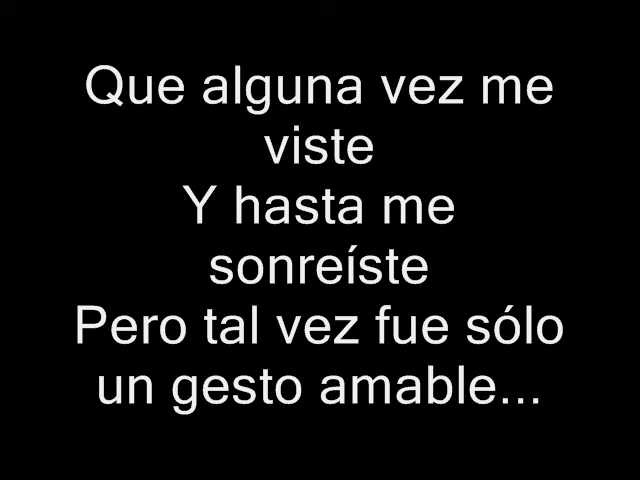 Que alguna vez me
viste
Y hasta me
sonreíste
Pero tal vez fue sólo
un gesto amable...